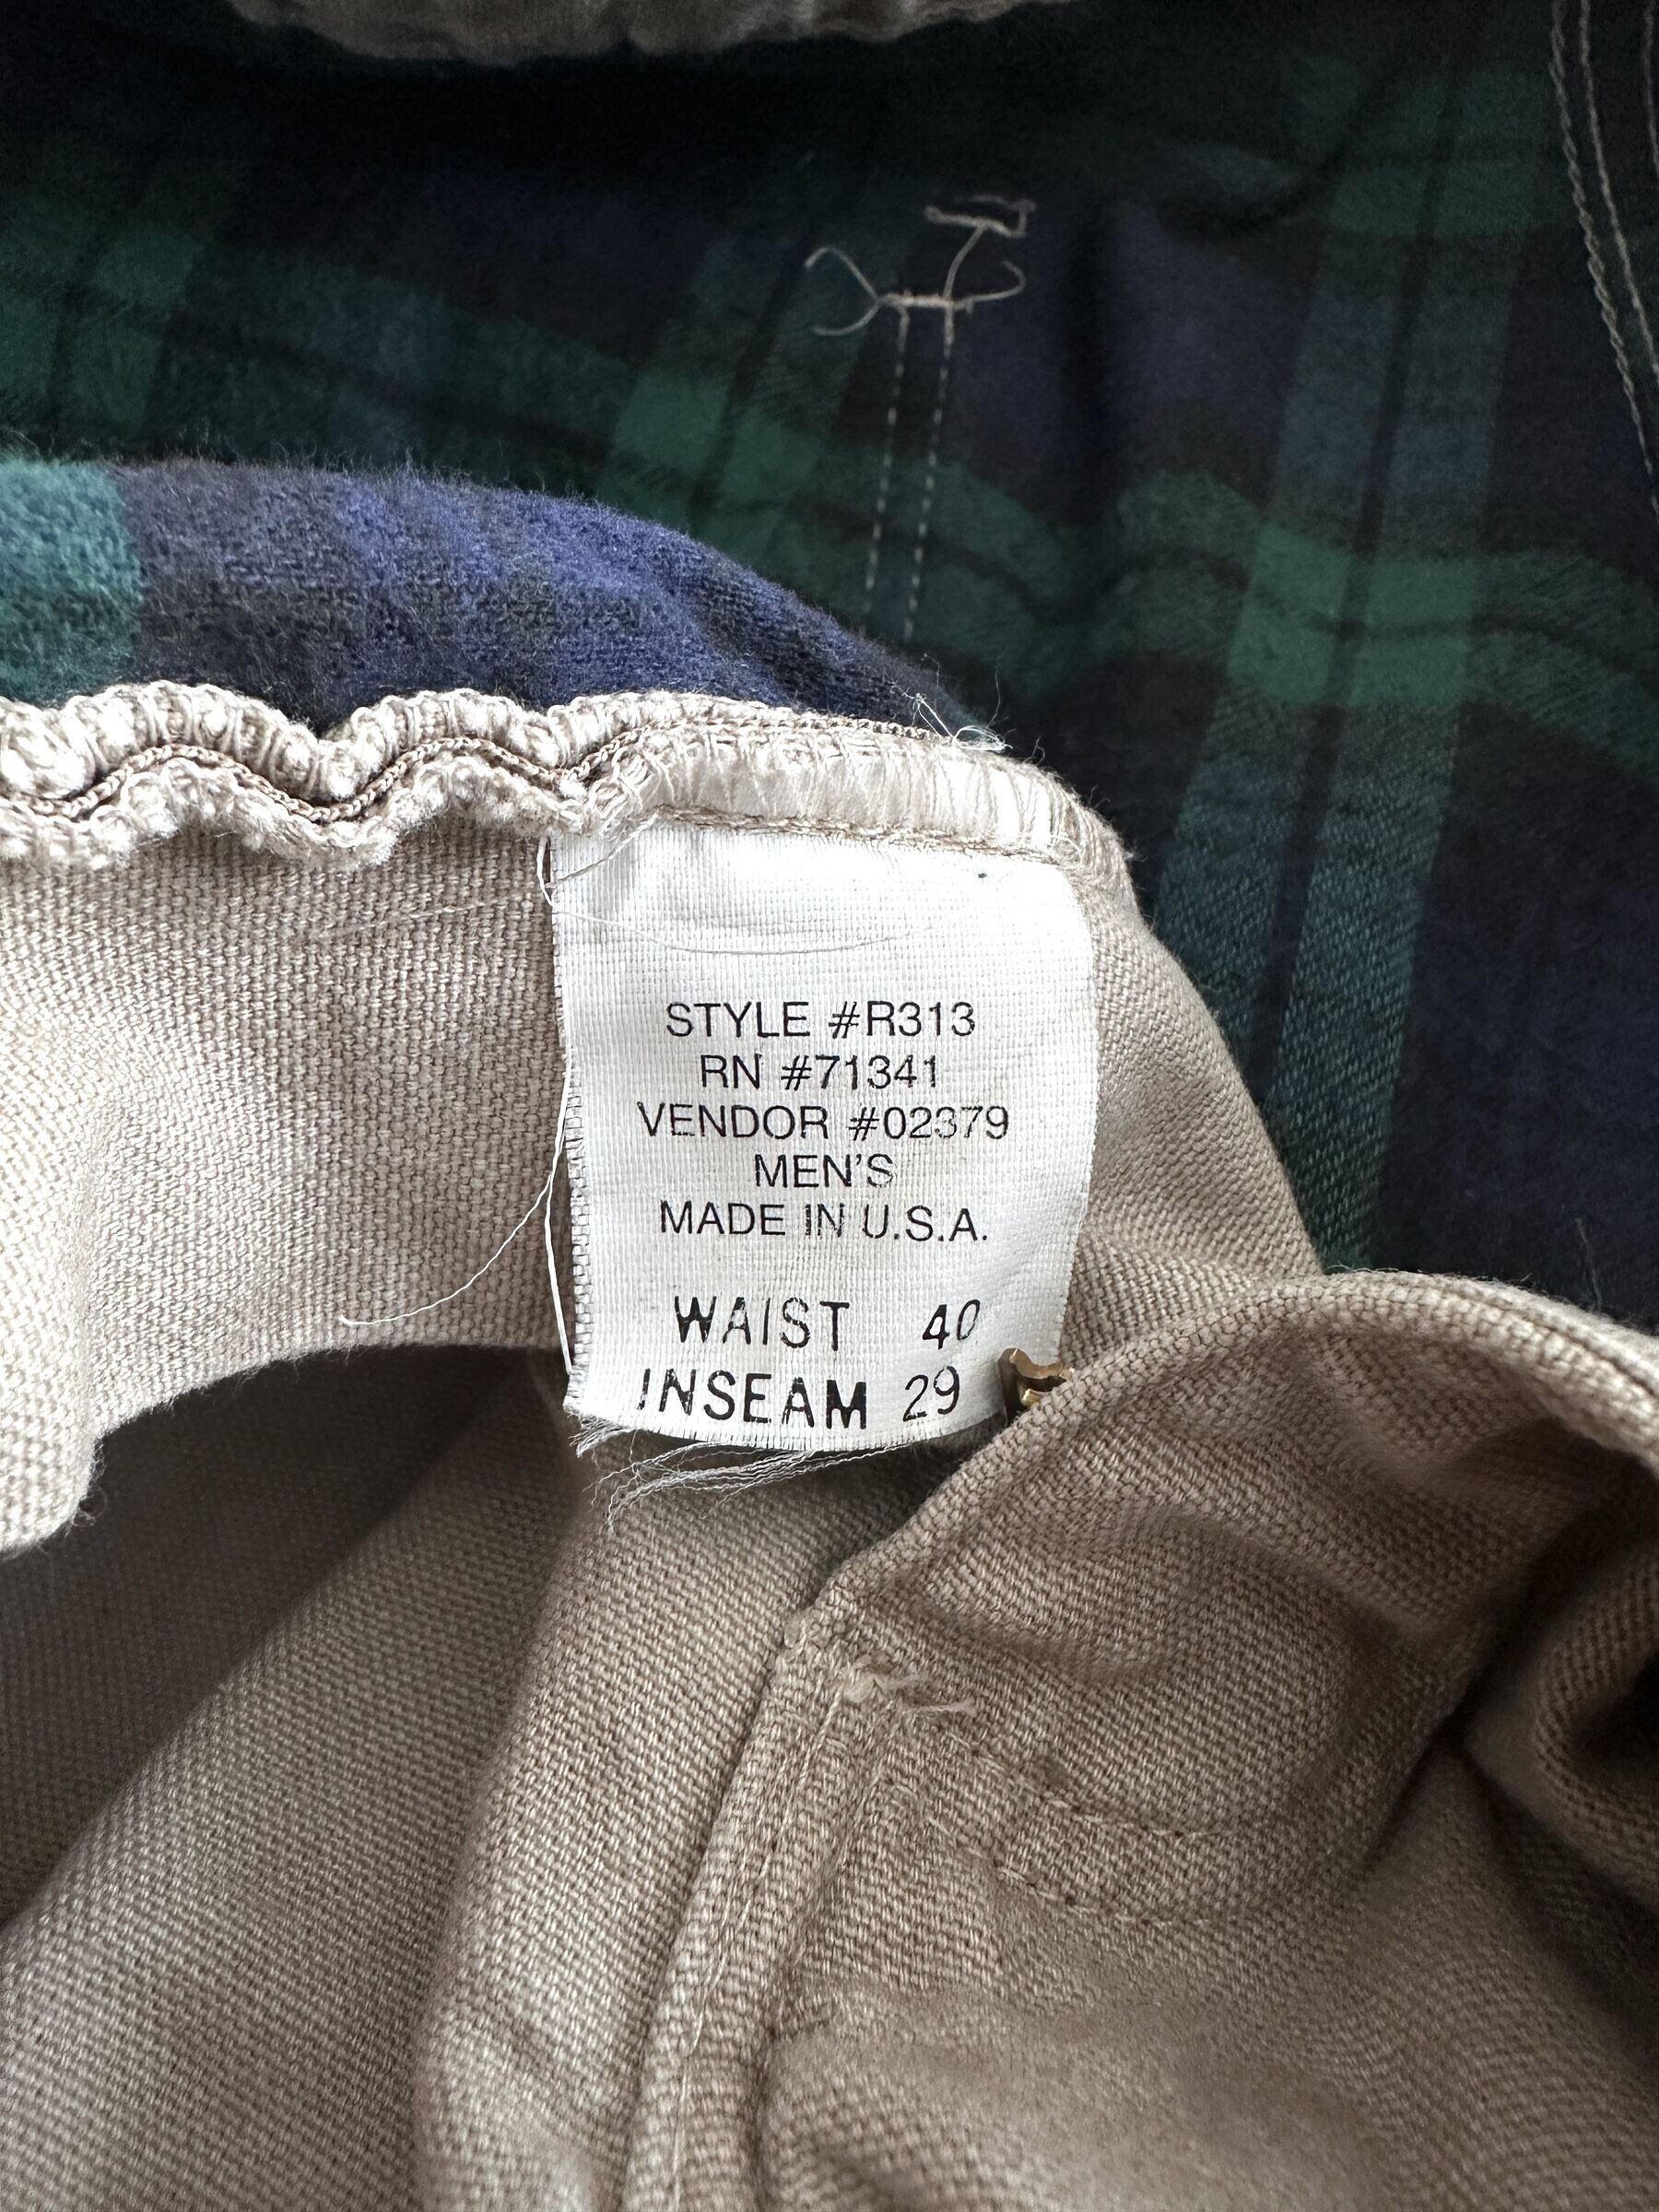 STYLE #R313
RN #71341
VENDOR #02379
MEN'S
MADE IN U.S.A.
WAIST 40
INSEAM 29